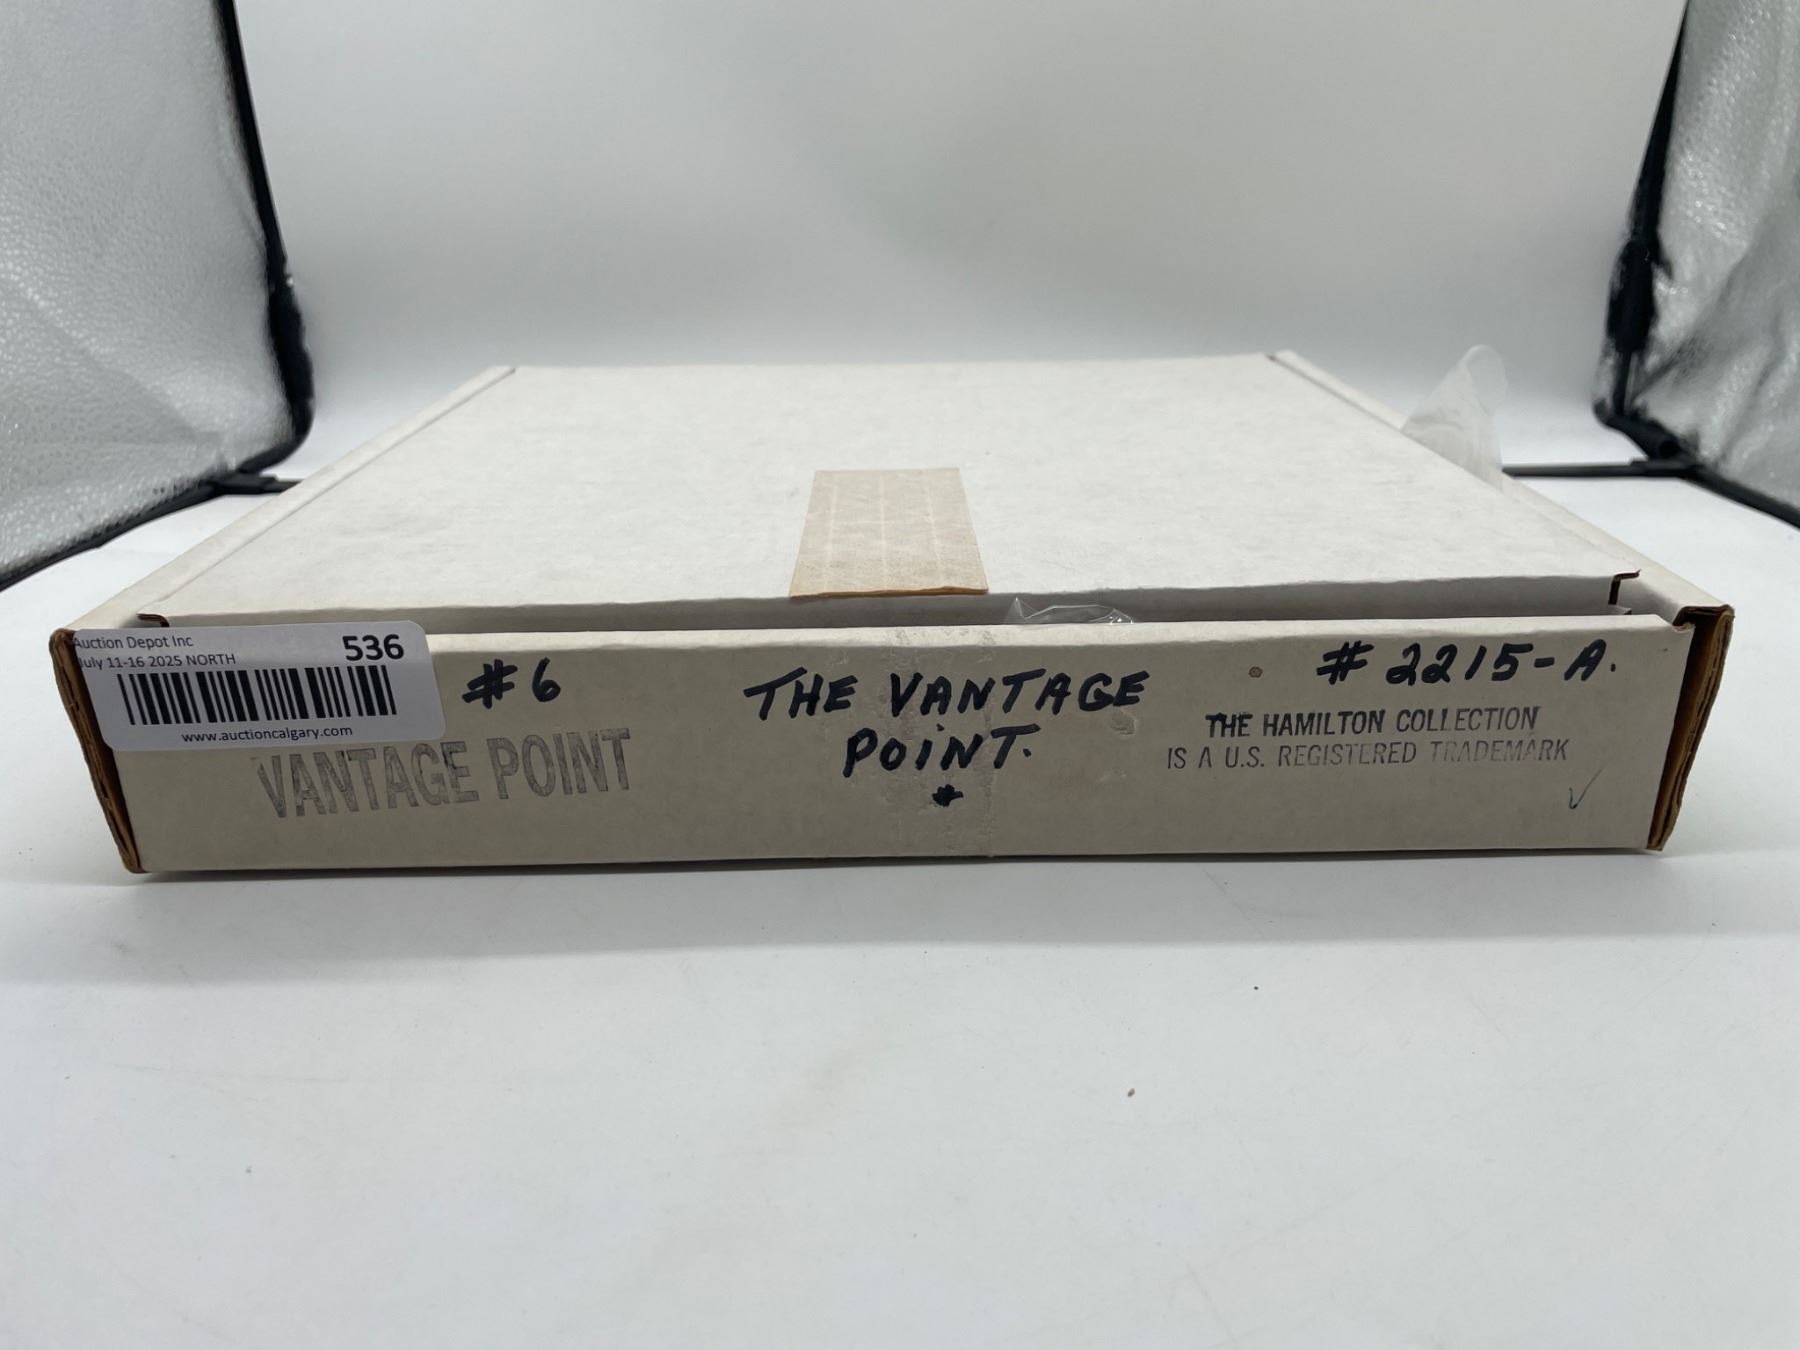 Auction Depot Inc
July 11-16 2025 NORTH
536
www.auctioncalgary.com
#6
VANTAGE POINT
THE VANTAGE
POINT.
# 2215-A.
THE HAMILTON COLLECTION
IS A U.S. REGISTERED TRADEMARK